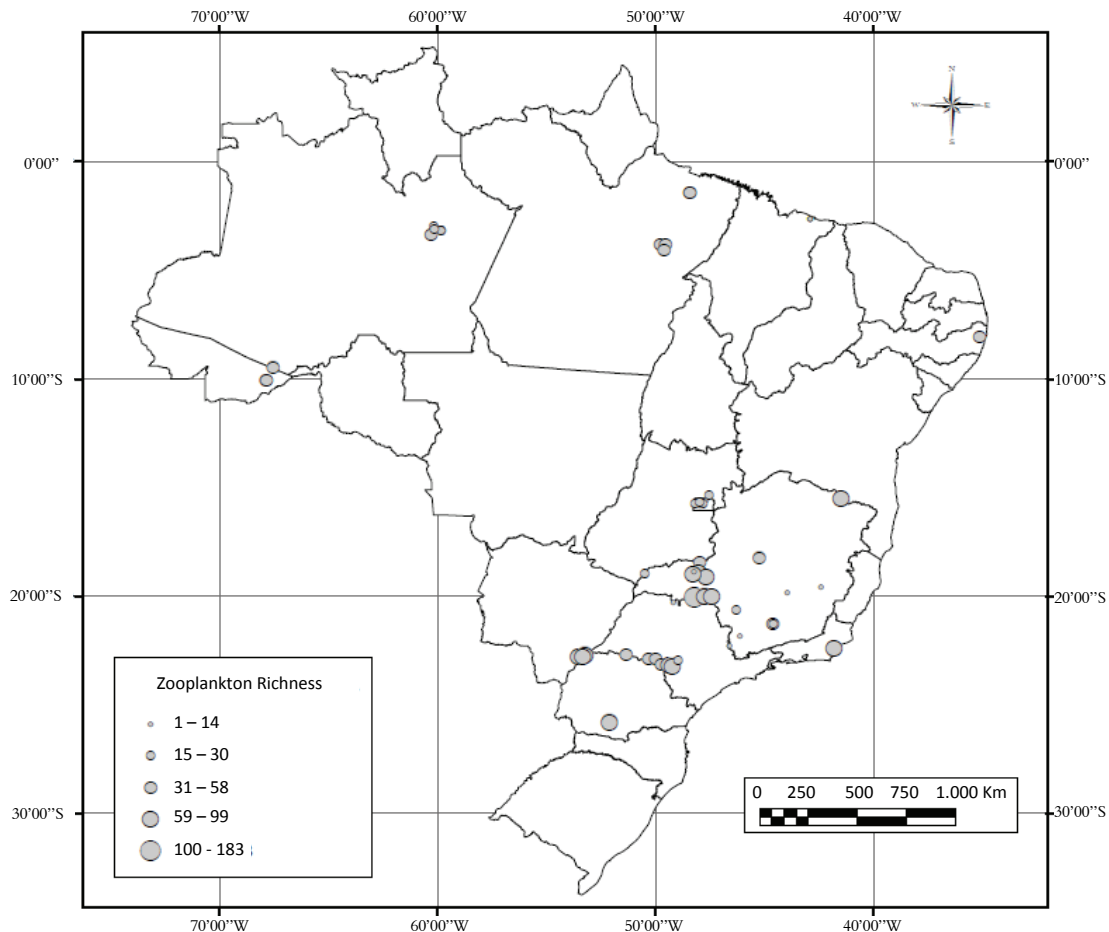 70’00’’W 60’00’’W 50’00’’W 40’00’’W
N
W E
S
0’00’’ 0’00’’
10’00’’S 10’00’’S
20’00’’S 20’00’’S
30’00’’S 30’00’’S
Zooplankton Richness
1 – 14
15 – 30
31 – 58
59 – 99
100 - 183
0 250 500 750 1.000 Km
70’00’’W 60’00’’W 50’00’’W 40’00’’W